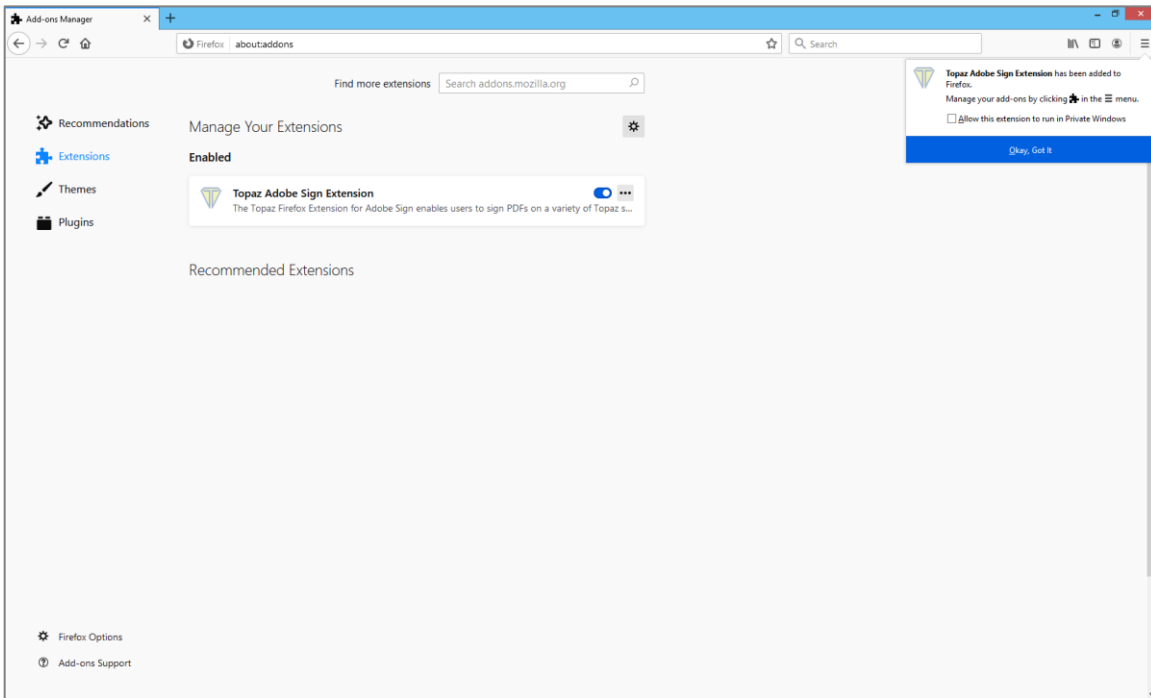 Add-ons Manager
Firefox about:addons
Search
Find more extensions Search addons.mozilla.org
Topaz Adobe Sign Extension has been added to
Firefox.
Manage your add-ons by clicking in the menu.
Allow this extension to run in Private Windows
Okay, Got It
Recommendations
Extensions
Themes
Plugins
Manage Your Extensions
Enabled
Topaz Adobe Sign Extension
The Topaz Firefox Extension for Adobe Sign enables users to sign PDFs on a variety of Topaz s...
Recommended Extensions
Firefox Options
Add-ons Support